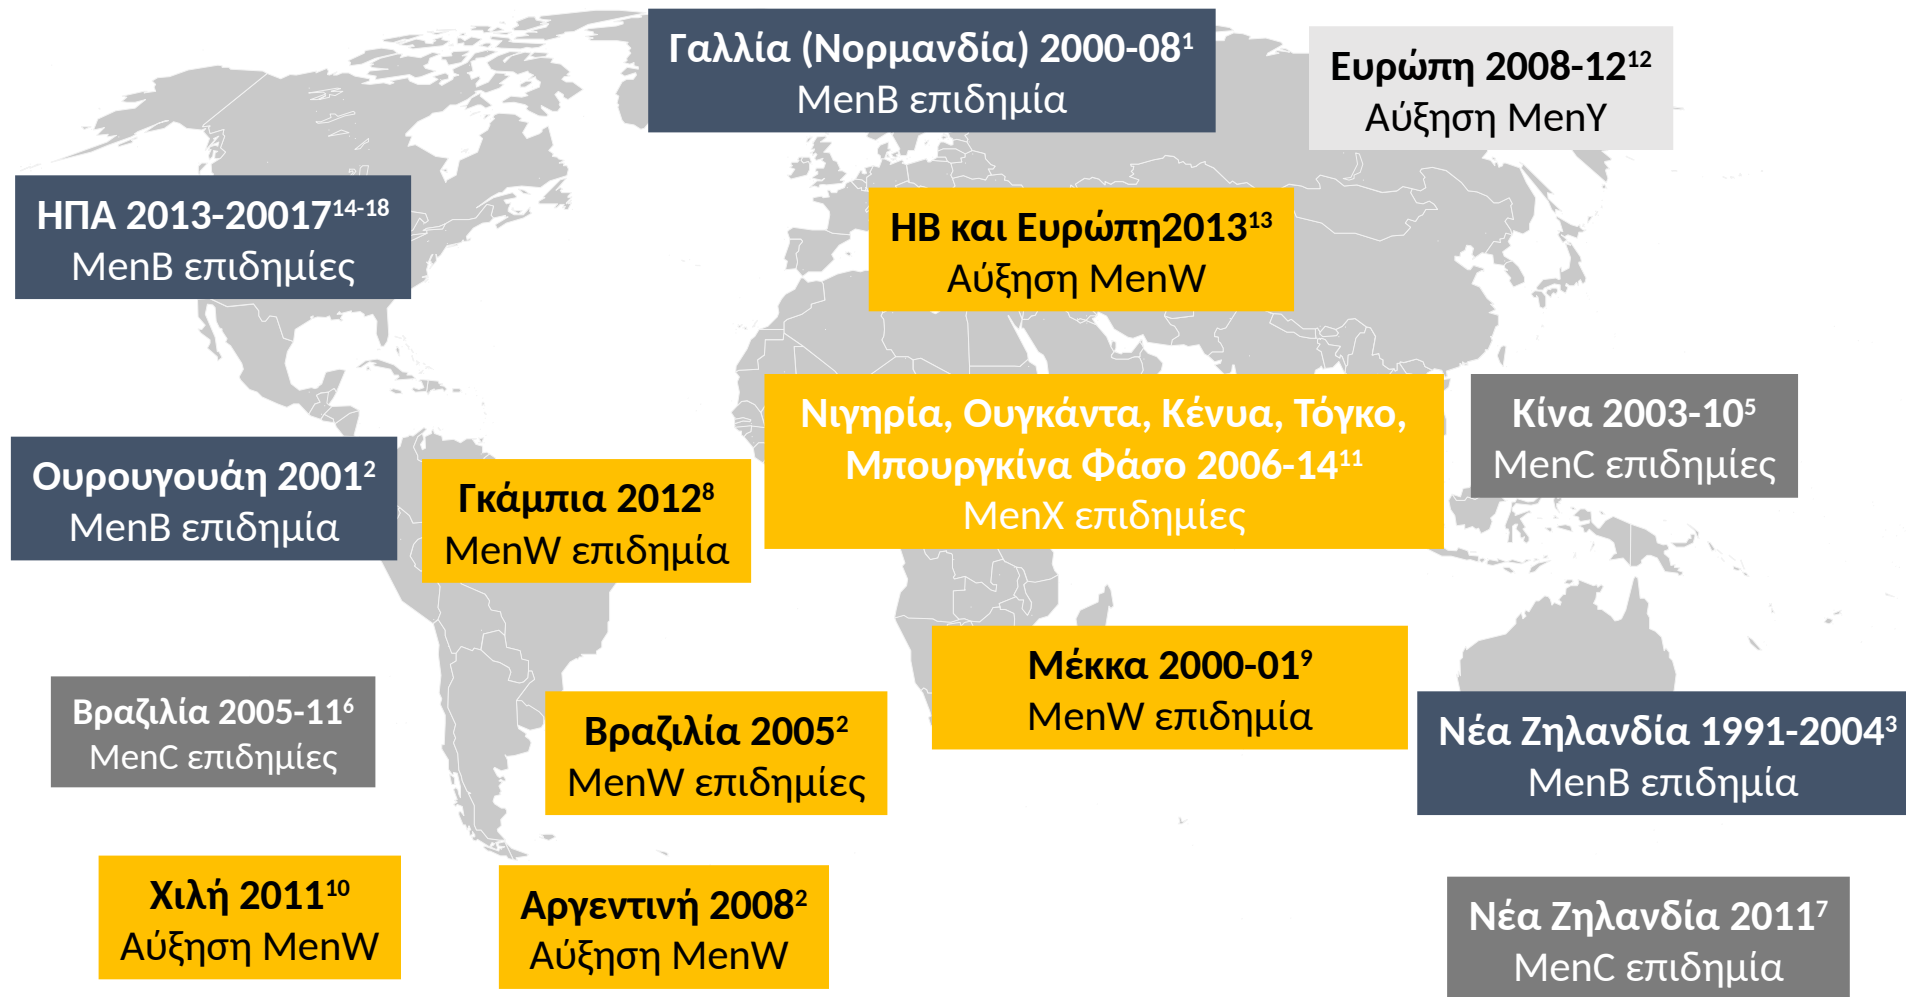 Γαλλία (Νορμανδία) 2000-08¹
MenB επιδημία
Ευρώπη 2008-12¹²
Αύξηση MenY
ΗΠΑ 2013-20017¹⁴⁻¹⁸
MenB επιδημίες
ΗΒ και Ευρώπη2013¹³
Αύξηση MenW
Νιγηρία, Ουγκάντα, Κένυα, Τόγκο,
Μπουργκίνα Φάσο 2006-14¹¹
MenX επιδημίες
Κίνα 2003-10⁵
MenC επιδημίες
Ουρουγουάη 2001²
MenB επιδημία
Γκάμπια 2012⁸
MenW επιδημία
Μέκκα 2000-01⁹
MenW επιδημία
Βραζιλία 2005-11⁶
MenC επιδημίες
Βραζιλία 2005²
MenW επιδημίες
Νέα Ζηλανδία 1991-2004³
MenB επιδημία
Χιλή 2011¹⁰
Αύξηση MenW
Αργεντινή 2008²
Αύξηση MenW
Νέα Ζηλανδία 2011⁷
MenC επιδημία